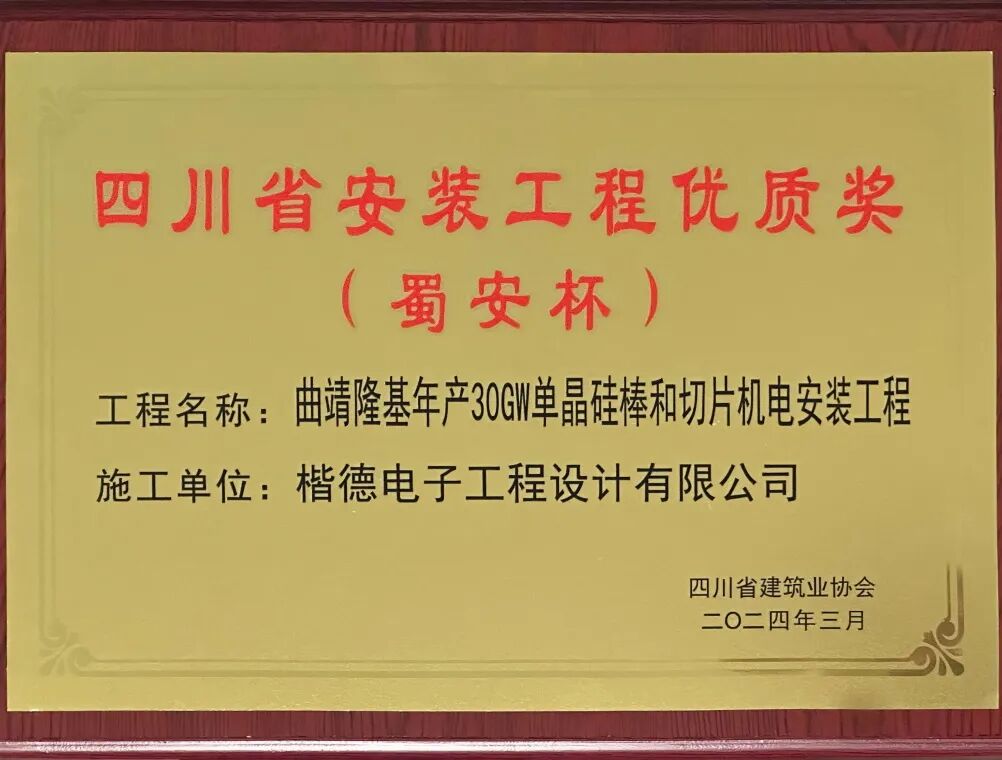 四川省安装工程优质奖
（蜀安杯）
工程名称：曲靖隆基年产30GW单晶硅棒和切片机电安装工程
施工单位：楷德电子工程设计有限公司
四川省建筑业协会
二〇二四年三月